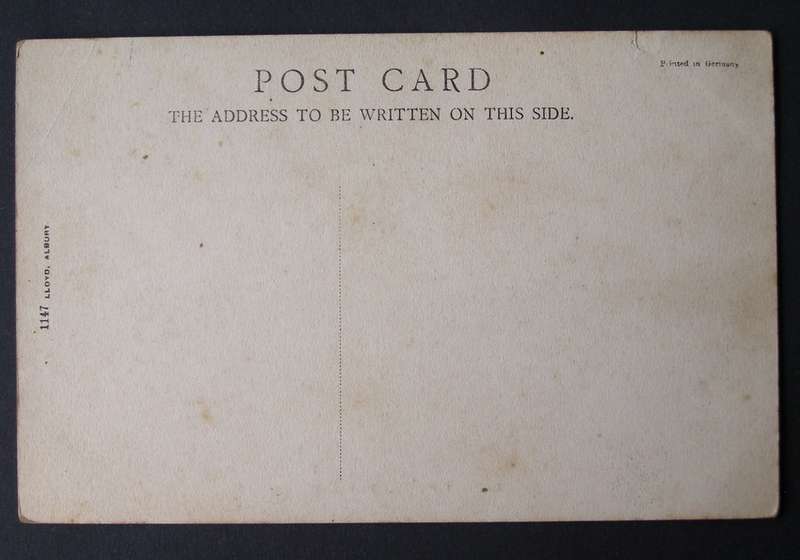 POST CARD
Printed in Germany
THE ADDRESS TO BE WRITTEN ON THIS SIDE.
1147 LLOYD, ALBURY.